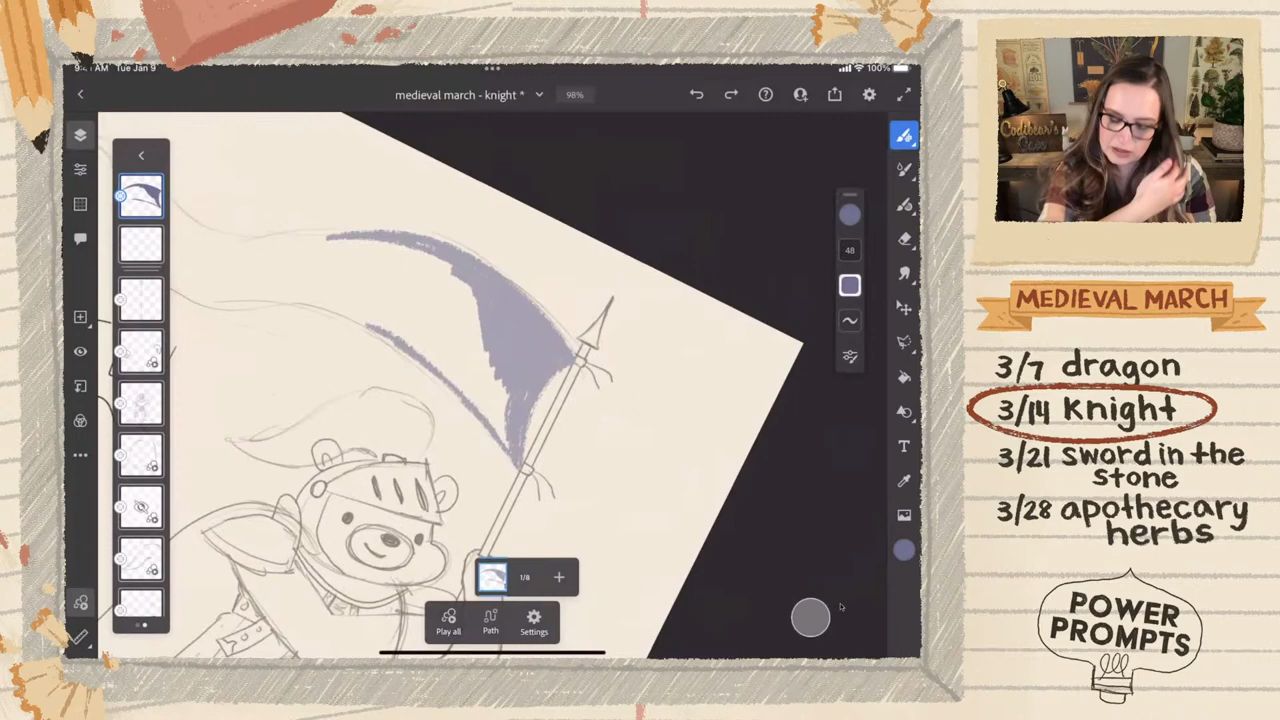 Tue Jan 9
100%
medieval march - knight *
98%
48
1/8
Play all
Path
Settings
T
Codibear's
MEDIEVAL MARCH
3/7 dragon
3/14 knight
3/21 sword in the
stone
3/28 apothecary
herbs
POWER
PROMPTS